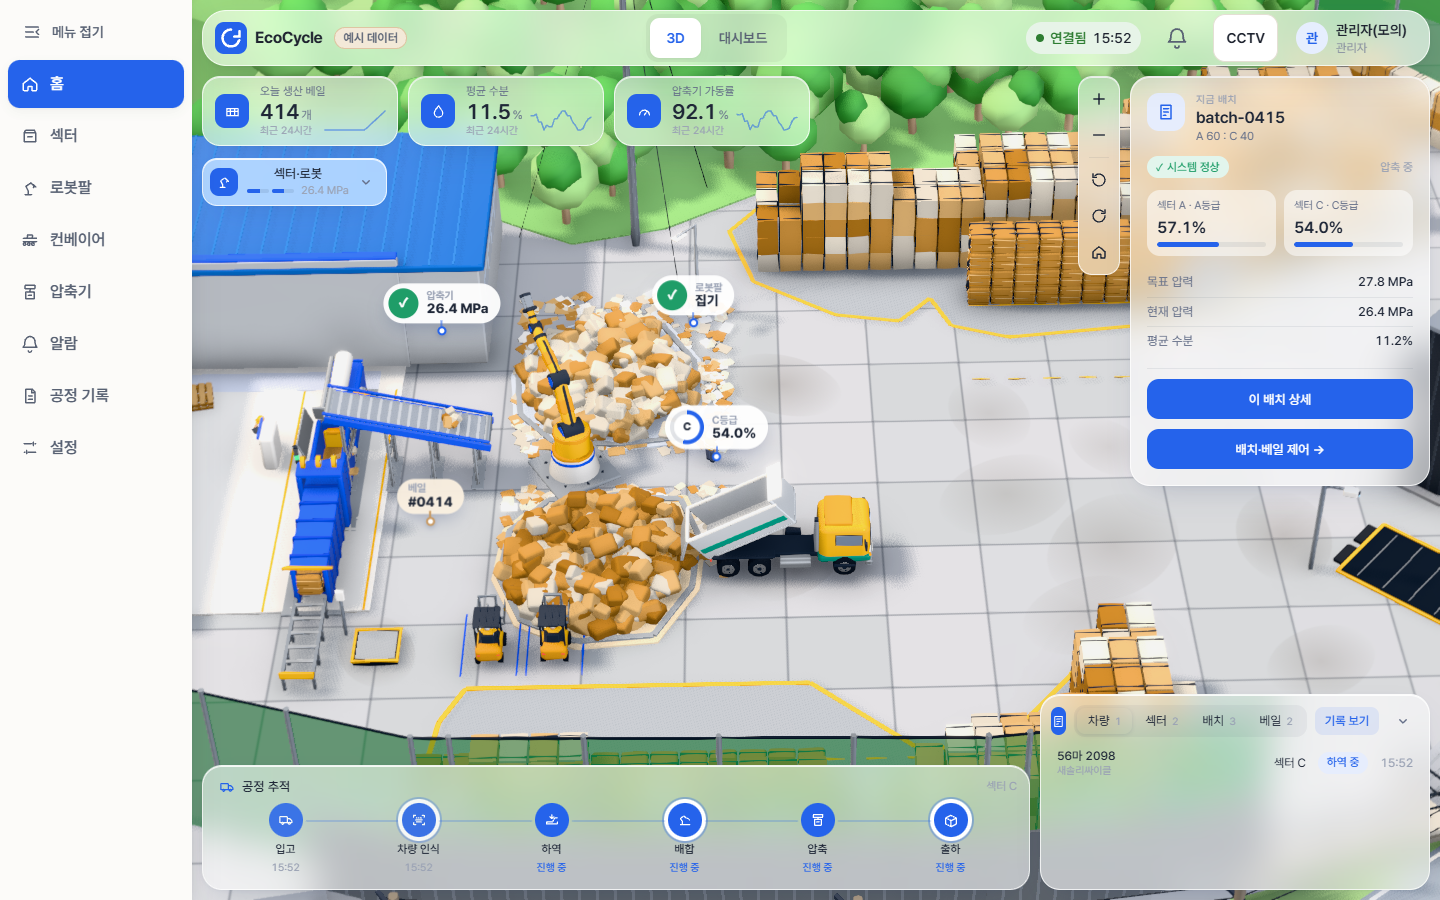 메뉴 접기
홈
섹터
로봇팔
컨베이어
압축기
알람
공정 기록
설정
EcoCycle
예시 데이터
3D
대시보드
연결됨 15:52
CCTV
관
관리자(모의)
관리자
오늘 생산 베일
414개
최근 24시간
평균 수분
11.5%
최근 24시간
압축기 가동률
92.1%
최근 24시간
섹터·로봇
26.4 MPa
압축기
26.4 MPa
로봇팔
집기
C
C등급
54.0%
베일
#0414
지금 배치
batch-0415
A 60 : C 40
✓ 시스템 정상
압축 중
섹터 A · A등급
57.1%
섹터 C · C등급
54.0%
목표 압력 27.8 MPa
현재 압력 26.4 MPa
평균 수분 11.2%
이 배치 상세
배치·베일 제어 →
공정 추적
섹터 C
입고
15:52
차량 인식
15:52
하역
진행 중
배합
진행 중
압축
진행 중
출하
진행 중
차량 1
섹터 2
배치 3
베일 2
기록 보기
56마 2098
새솔리싸이클
섹터 C
하역 중
15:52